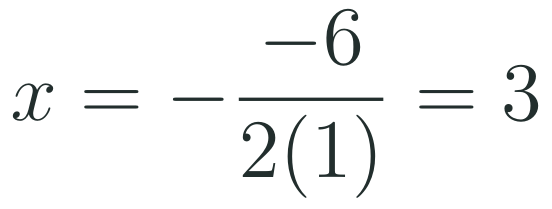 x = -\frac{-6}{2(1)} = 3